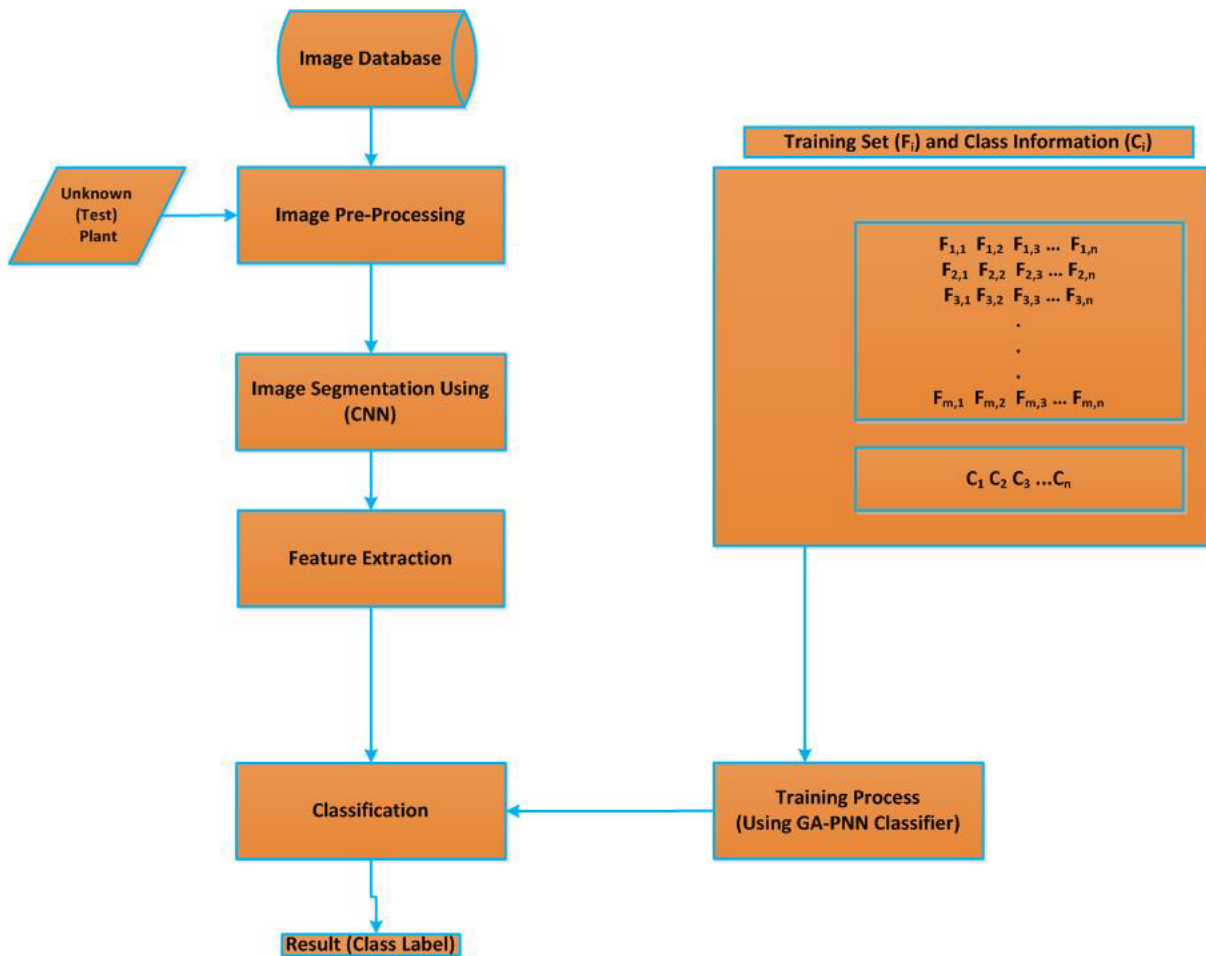 Image Database
Unknown
(Test)
Plant
Image Pre-Processing
Image Segmentation Using
(CNN)
Feature Extraction
Classification
Result (Class Label)
Training Set (Fᵢ) and Class Information (Cᵢ)
F₁,₁ F₁,₂ F₁,₃ ... F₁,ₙ
F₂,₁ F₂,₂ F₂,₃ ... F₂,ₙ
F₃,₁ F₃,₂ F₃,₃ ... F₃,ₙ
.
.
.
Fₘ,₁ Fₘ,₂ Fₘ,₃ ... Fₘ,ₙ
C₁ C₂ C₃ ...Cₙ
Training Process
(Using GA-PNN Classifier)